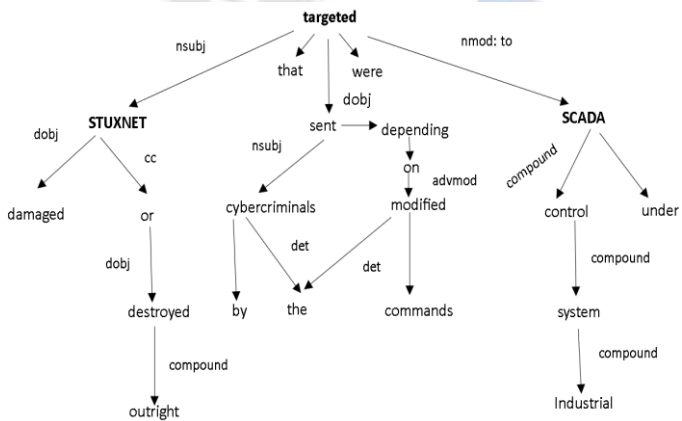 targeted
nsubj
nmod: to
that
were
dobj
STUXNET
sent
depending
SCADA
dobj
cc
nsubj
on
advmod
compound
damaged
or
cybercriminals
modified
control
under
dobj
det
det
compound
destroyed
by
the
commands
system
compound
compound
outright
Industrial